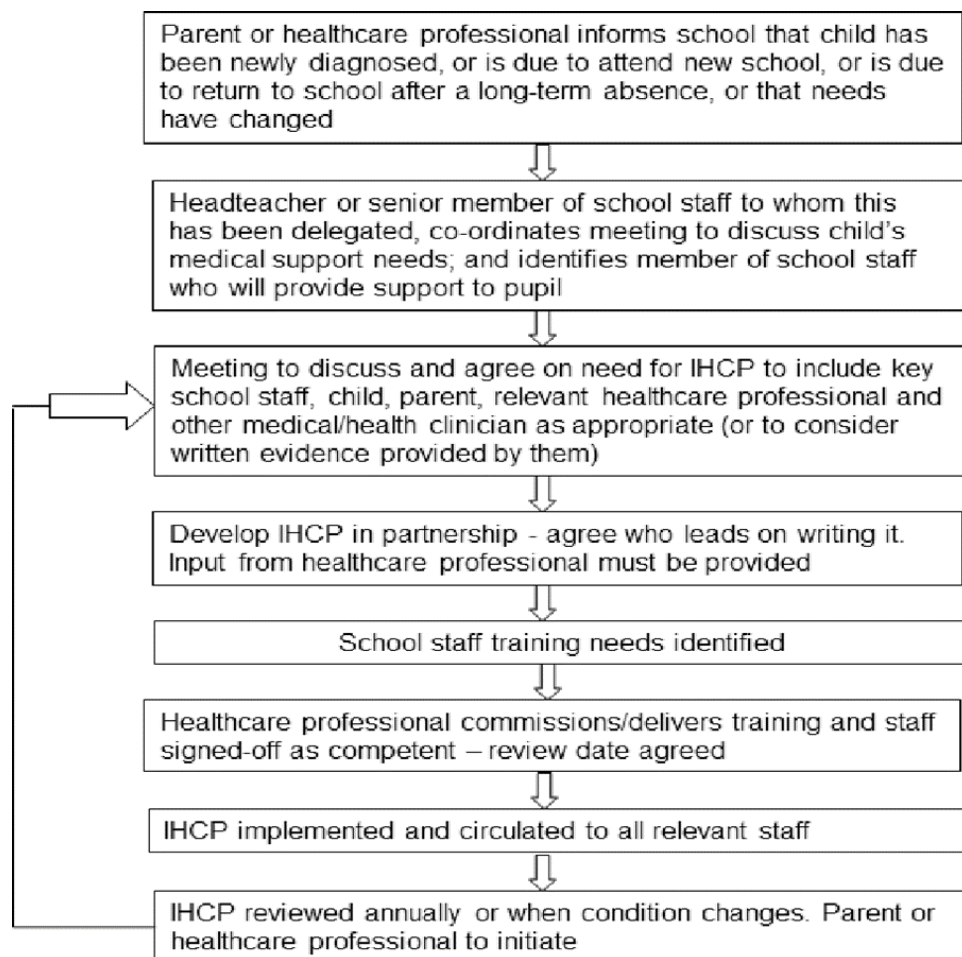 Parent or healthcare professional informs school that child has
been newly diagnosed, or is due to attend new school, or is due
to return to school after a long-term absence, or that needs
have changed
Headteacher or senior member of school staff to whom this
has been delegated, co-ordinates meeting to discuss child's
medical support needs; and identifies member of school staff
who will provide support to pupil
Meeting to discuss and agree on need for IHCP to include key
school staff, child, parent, relevant healthcare professional and
other medical/health clinician as appropriate (or to consider
written evidence provided by them)
Develop IHCP in partnership - agree who leads on writing it.
Input from healthcare professional must be provided
School staff training needs identified
Healthcare professional commissions/delivers training and staff
signed-off as competent – review date agreed
IHCP implemented and circulated to all relevant staff
IHCP reviewed annually or when condition changes. Parent or
healthcare professional to initiate